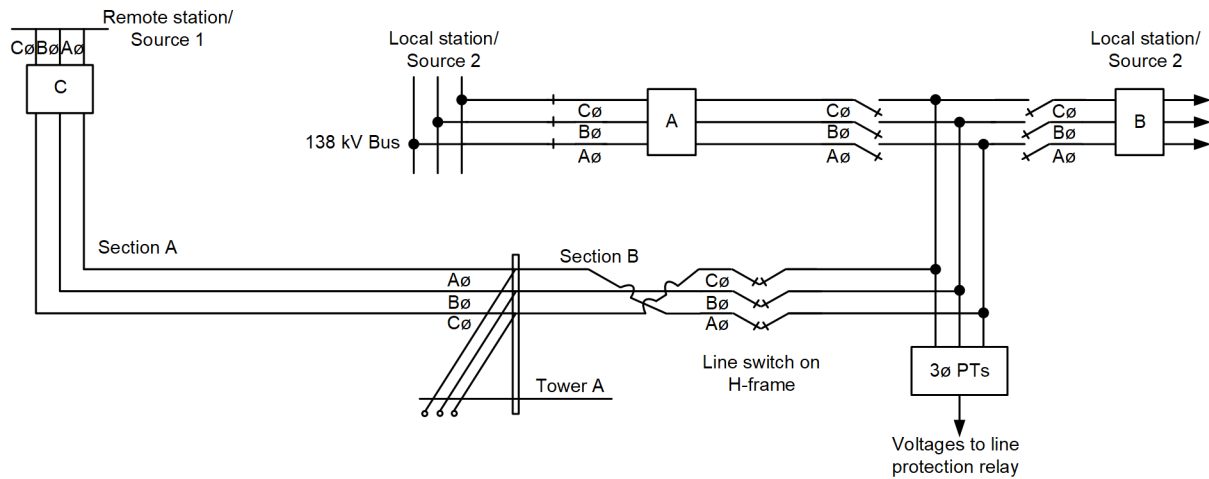 Remote station/
Source 1
CøBøAø
C
Local station/
Source 2
138 kV Bus
Cø
Bø
Aø
A
Cø
Bø
Aø
Local station/
Source 2
Cø
Bø
Aø
B
Section A
Aø
Bø
Cø
Section B
Cø
Bø
Aø
Line switch on
H-frame
Tower A
3ø PTs
Voltages to line
protection relay